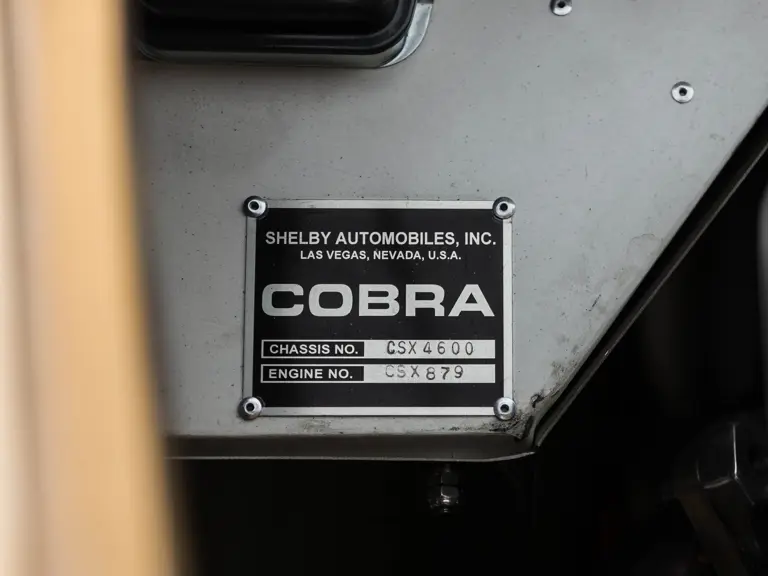 SHELBY AUTOMOBILES, INC.
LAS VEGAS, NEVADA, U.S.A.
COBRA
CHASSIS NO. CSX4600
ENGINE NO. CSX879